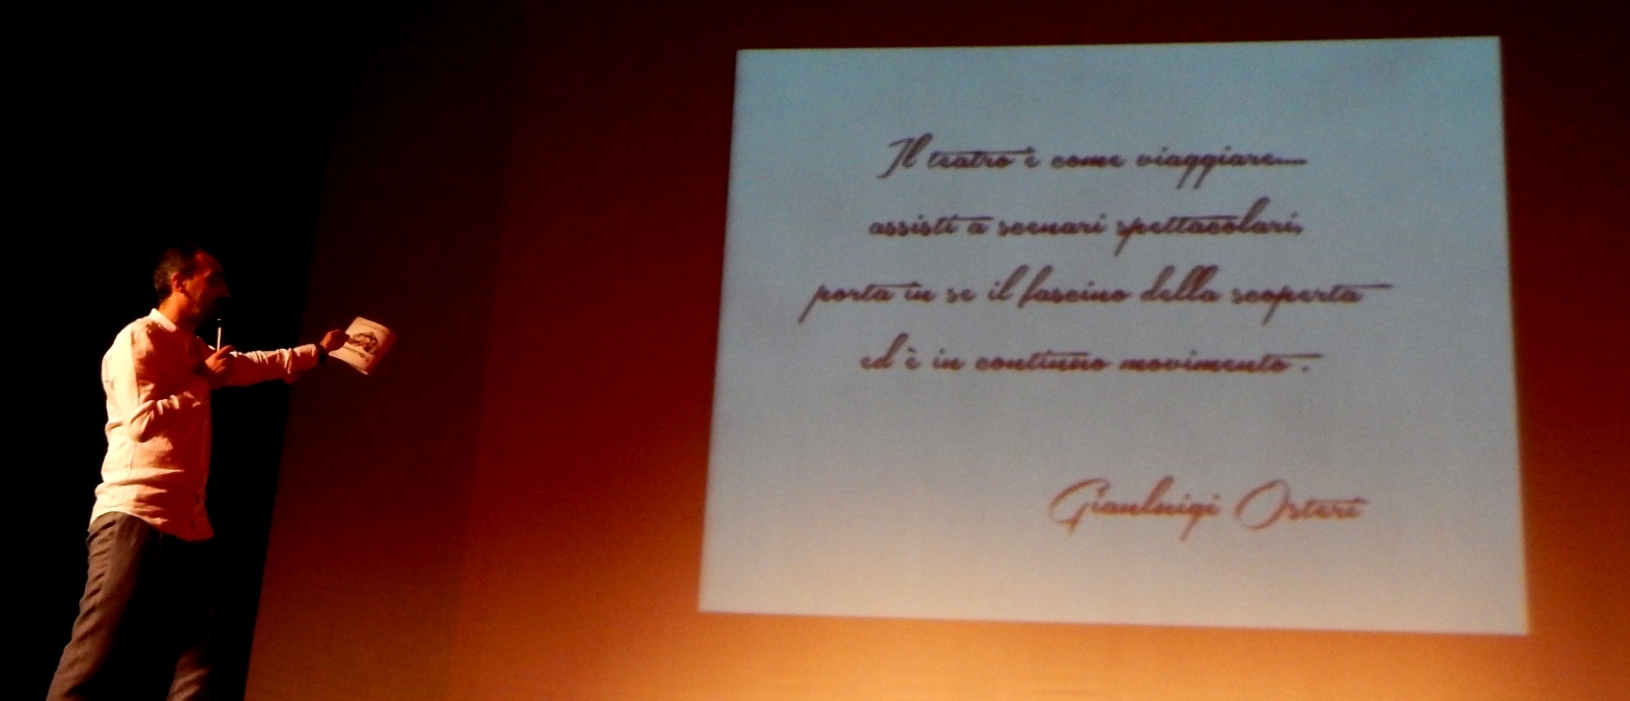 Il teatro è come viaggiare....
assisti a scenari spettacolari,
porta in se il fascino della scoperta
ed è in continuo movimento .
Gianluigi Osteri